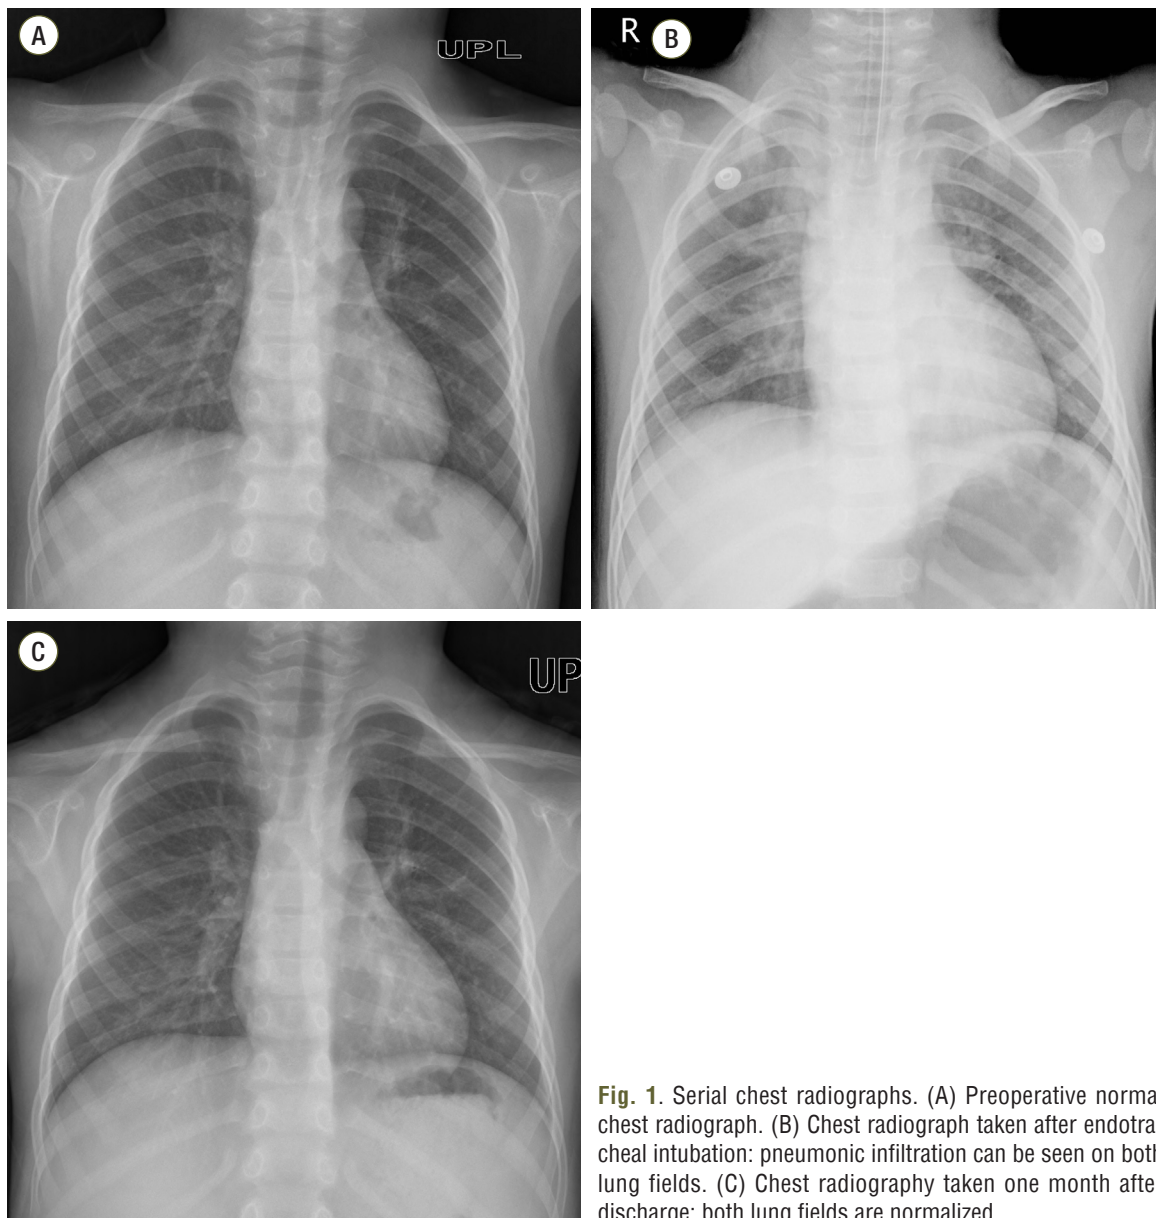 A
UPL
R
B
C
UP
Fig. 1. Serial chest radiographs. (A) Preoperative norma
chest radiograph. (B) Chest radiograph taken after endotra
cheal intubation: pneumonic infiltration can be seen on both
lung fields. (C) Chest radiography taken one month afte
discharge: both lung fields are normalized